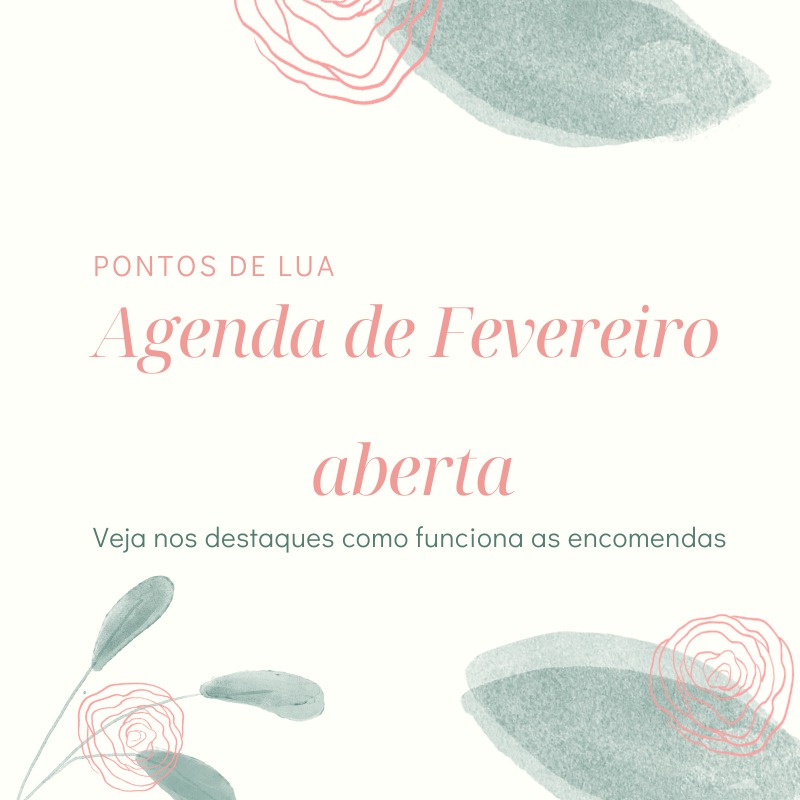 PONTOS DE LUA
Agenda de Fevereiro
aberta
Veja nos destaques como funciona as encomendas